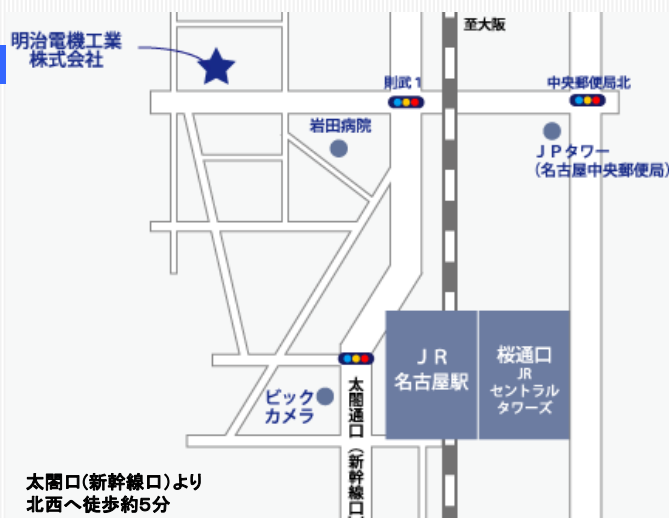 至大阪
明治電機工業
株式会社
則武1
中央郵便局北
岩田病院
JPタワー
(名古屋中央郵便局)
JR
名古屋駅
桜通口
JR
セントラル
タワーズ
太閤通口(新幹線口)
ビック
カメラ
太閤口(新幹線口)より
北西へ徒歩約5分